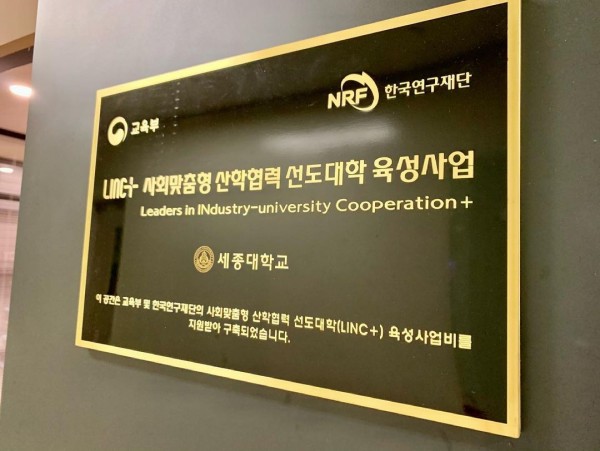 교육부
NRF 한국연구재단
LINC+ 사회맞춤형 산학협력 선도대학 육성사업
Leaders in INdustry-university Cooperation+
세종대학교
이 공간은 교육부 및 한국연구재단의 사회맞춤형 산학협력 선도대학(LINC+) 육성사업비를
지원받아 구축되었습니다.